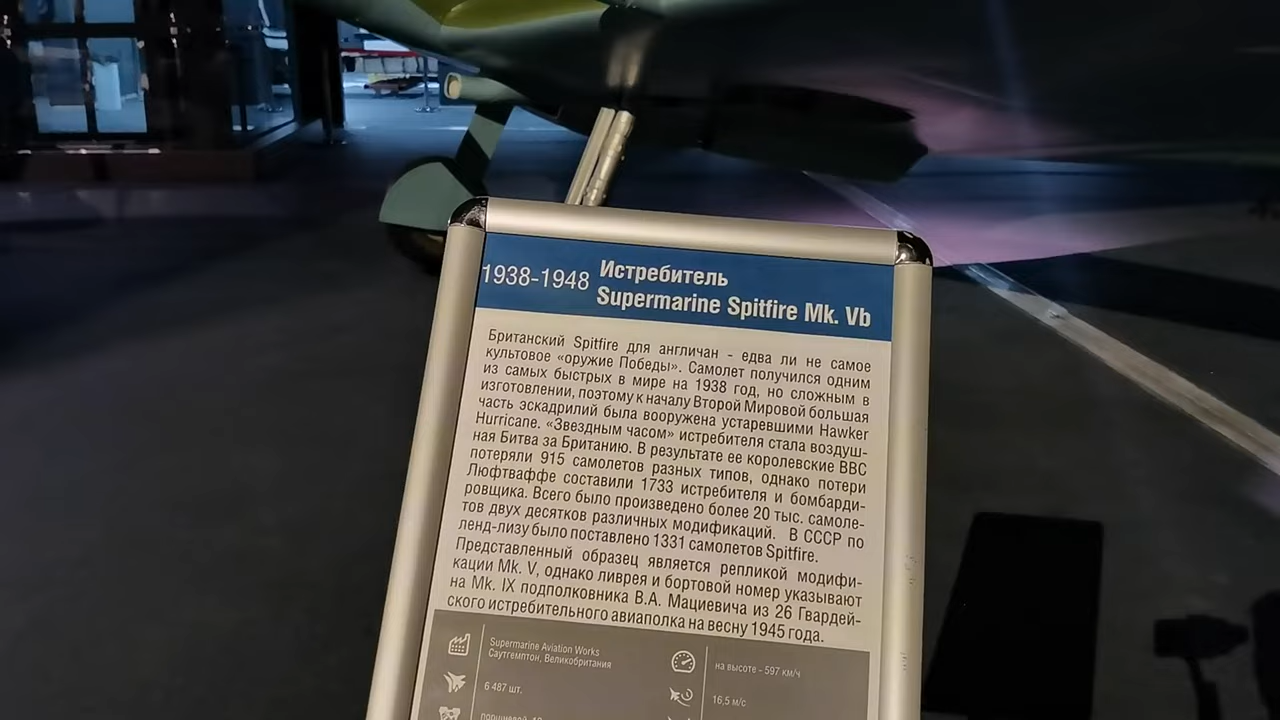 1938-1948
Истребитель
Supermarine Spitfire Mk. Vb
Британский Spitfire для англичан - едва ли не самое
культовое «оружие Победы». Самолет получился одним
из самых быстрых в мире на 1938 год, но сложным в
изготовлении, поэтому к началу Второй Мировой большая
часть эскадрилий была вооружена устаревшими Hawker
Hurricane. «Звездным часом» истребителя стала воздуш-
ная Битва за Британию. В результате ее королевские ВВС
потеряли 915 самолетов разных типов, однако потери
Люфтваффе составили 1733 истребителя и бомбарди-
ровщика. Всего было произведено более 20 тыс. самоле-
тов двух десятков различных модификаций. В СССР по
ленд-лизу было поставлено 1331 самолетов Spitfire.
Представленный образец является репликой модифи-
кации Mk. V, однако ливрея и бортовой номер указывают
на Mk. IX подполковника В.А. Мациевича из 26 Гвардей-
ского истребительного авиаполка на весну 1945 года.
Supermarine Aviation Works
Саутгемптон, Великобритания
на высоте - 597 км/ч
6 487 шт.
16,5 м/с